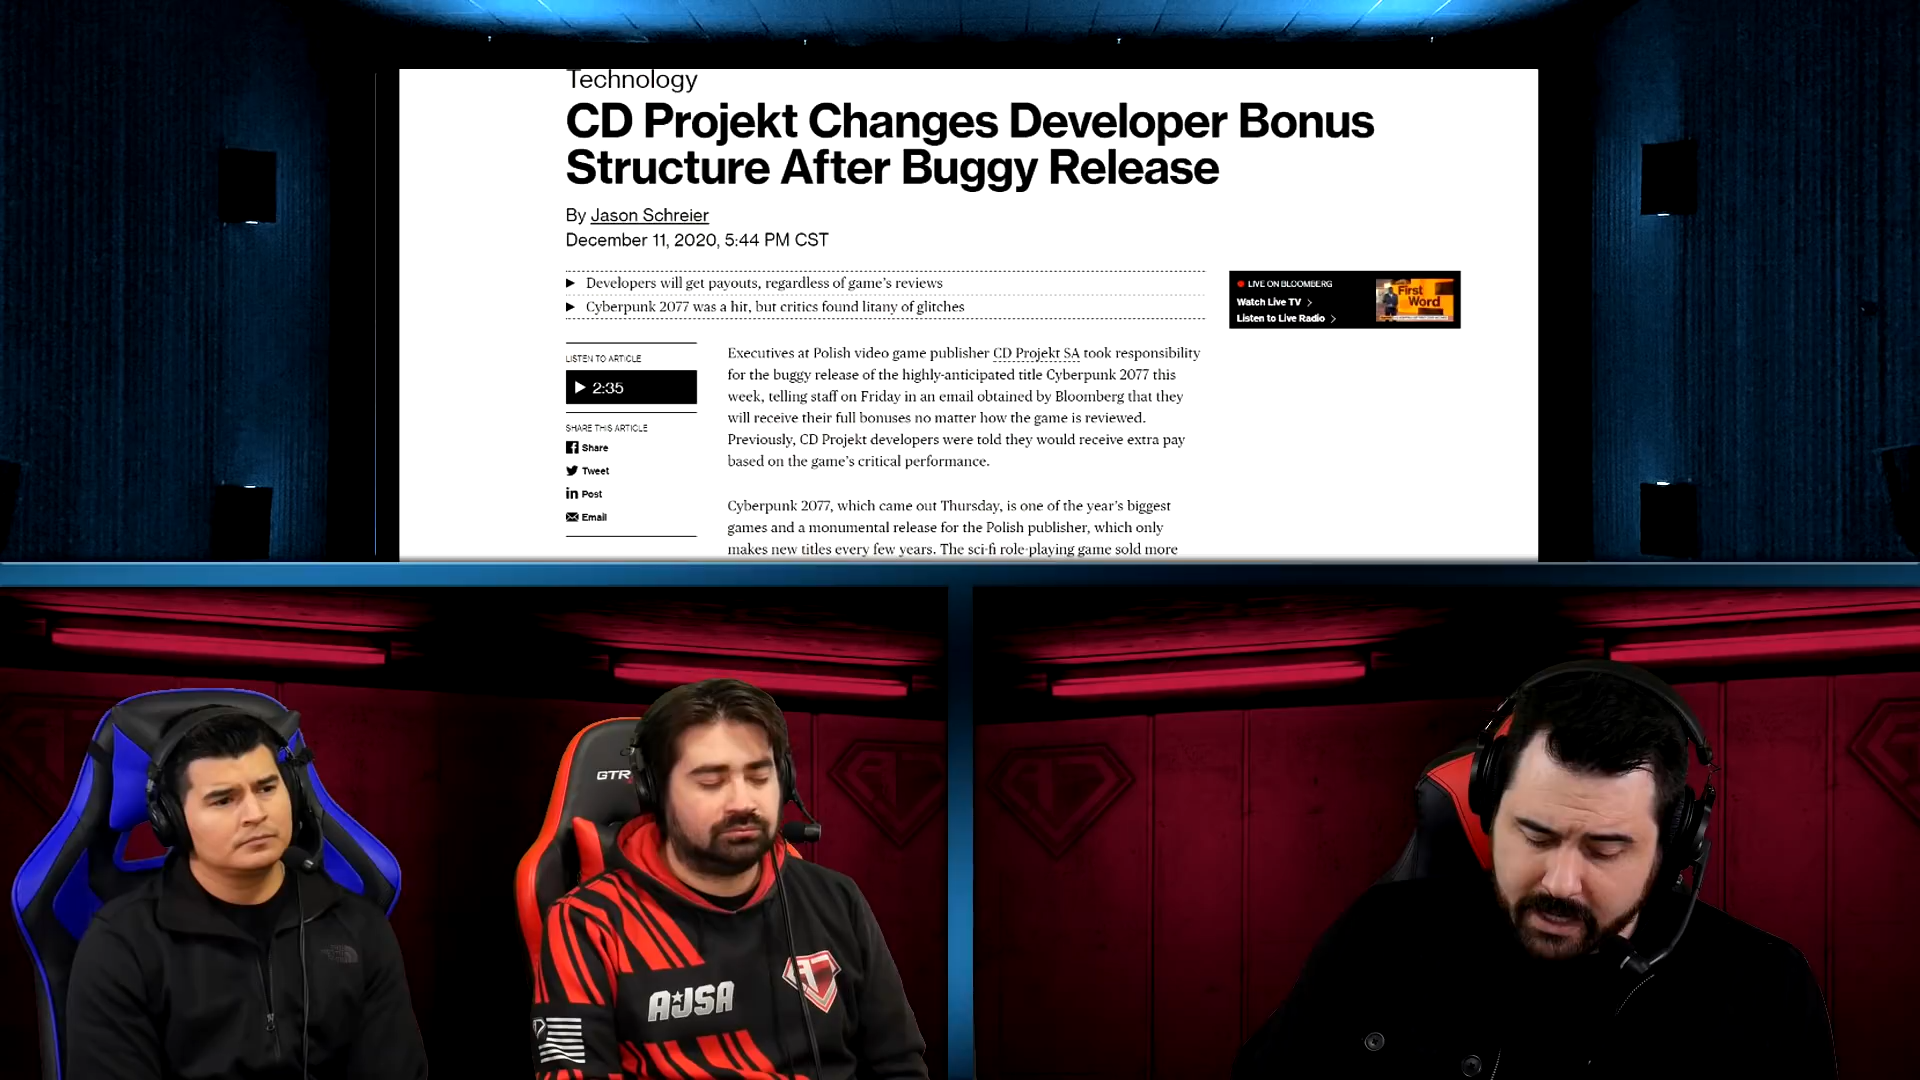 Technology
CD Projekt Changes Developer Bonus
Structure After Buggy Release
By Jason Schreier
December 11, 2020, 5:44 PM CST
▶ Developers will get payouts, regardless of game's reviews
▶ Cyberpunk 2077 was a hit, but critics found litany of glitches
LIVE ON BLOOMBERG
Watch Live TV >
Listen to Live Radio >
First
Word
LISTEN TO ARTICLE
▶ 2:35
SHARE THIS ARTICLE
Share
Tweet
in Post
Email
Executives at Polish video game publisher CD Projekt SA took responsibility
for the buggy release of the highly-anticipated title Cyberpunk 2077 this
week, telling staff on Friday in an email obtained by Bloomberg that they
will receive their full bonuses no matter how the game is reviewed.
Previously, CD Projekt developers were told they would receive extra pay
based on the game's critical performance.
Cyberpunk 2077, which came out Thursday, is one of the year's biggest
games and a monumental release for the Polish publisher, which only
makes new titles every few years. The sci-fi role-playing game sold more
GTR
AJSA